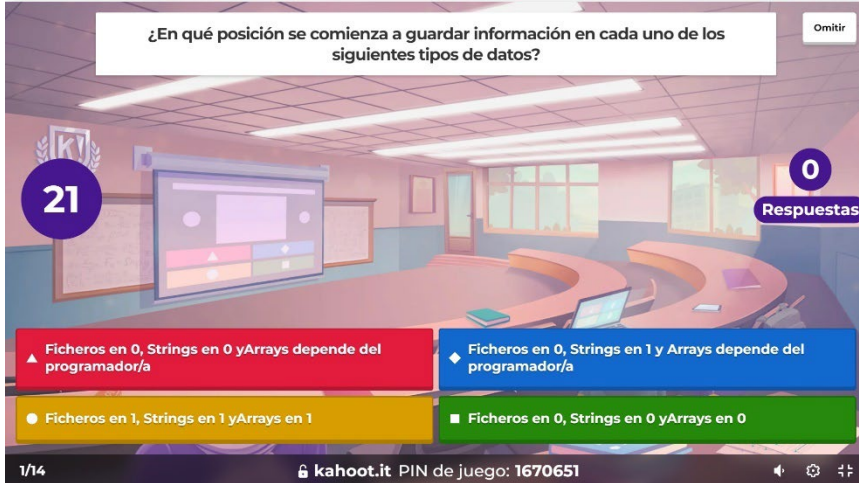 ¿En qué posición se comienza a guardar información en cada uno de los
siguientes tipos de datos?
Omitir
K!
21
0
Respuestas
Ficheros en 0, Strings en 0 yArrays depende del
programador/a
Ficheros en 0, Strings en 1 y Arrays depende del
programador/a
Ficheros en 1, Strings en 1 yArrays en 1
Ficheros en 0, Strings en 0 yArrays en 0
1/14
kahoot.it PIN de juego: 1670651